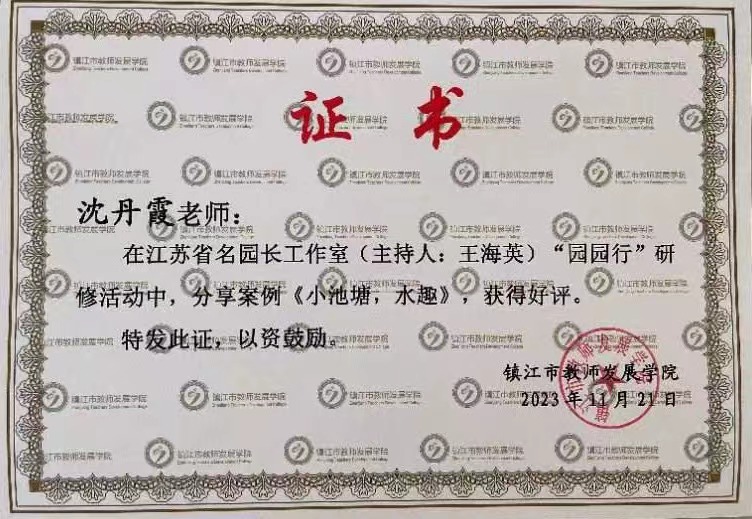 证 书
沈丹霞老师：
在江苏省名园长工作室（主持人：王海英）“园园行”研
修活动中，分享案例《小池塘，水趣》，获得好评。
特发此证，以资鼓励。
镇江市教师发展学院
2023年11月21日